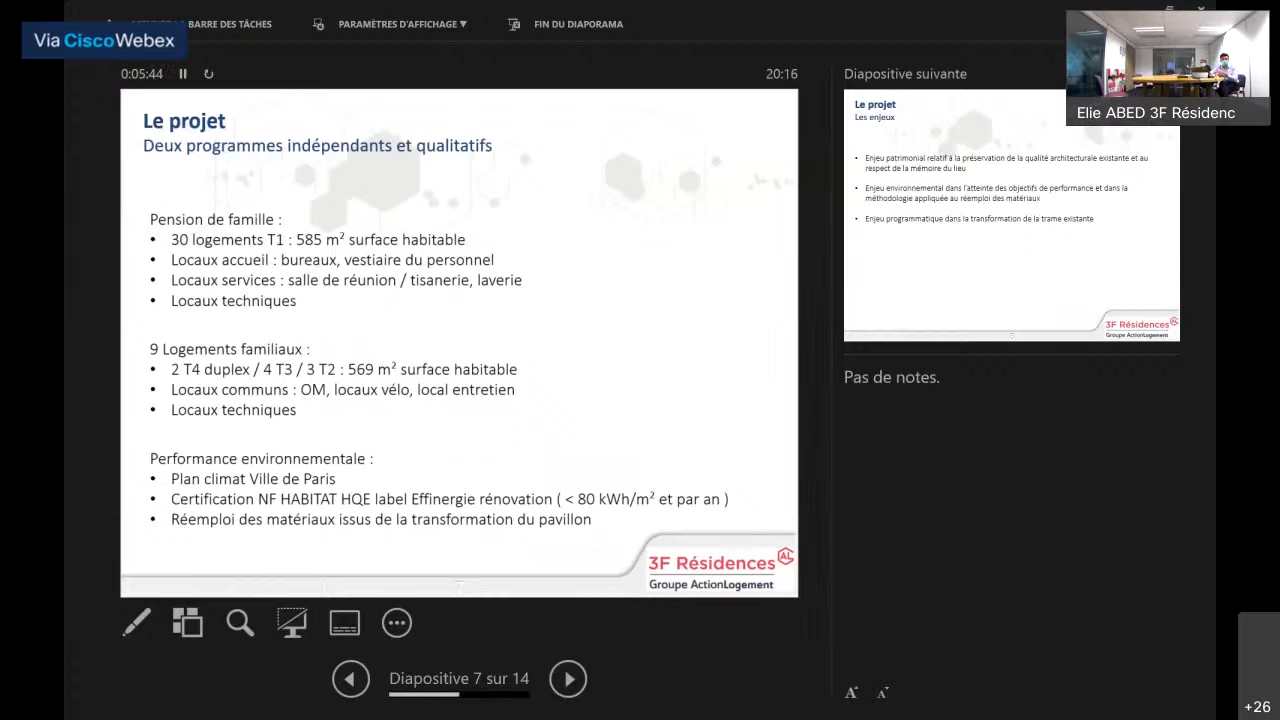 BARRE DES TÂCHES
PARAMÈTRES D'AFFICHAGE ▼
FIN DU DIAPORAMA
Via CiscoWebex
0:05:44
20:16
Diapositive suivante
Elie ABED 3F Résidenc
Le projet
Deux programmes indépendants et qualitatifs
Pension de famille :
• 30 logements T1 : 585 m² surface habitable
• Locaux accueil : bureaux, vestiaire du personnel
• Locaux services : salle de réunion / tisanerie, laverie
• Locaux techniques
9 Logements familiaux :
• 2 T4 duplex / 4 T3 / 3 T2 : 569 m² surface habitable
• Locaux communs : OM, locaux vélo, local entretien
• Locaux techniques
Performance environnementale :
• Plan climat Ville de Paris
• Certification NF HABITAT HQE label Effinergie rénovation ( < 80 kWh/m² et par an )
• Réemploi des matériaux issus de la transformation du pavillon
3F Résidences AL
Groupe ActionLogement
Le projet
Les enjeux
• Enjeu patrimonial relatif à la préservation de la qualité architecturale existante et au
respect de la mémoire du lieu
• Enjeu environnemental dans l'atteinte des objectifs de performance et dans la
méthodologie appliquée au réemploi des matériaux
• Enjeu programmatique dans la transformation de la trame existante
3F Résidences AL
Groupe ActionLogement
Pas de notes.
Diapositive 7 sur 14
A A
+26